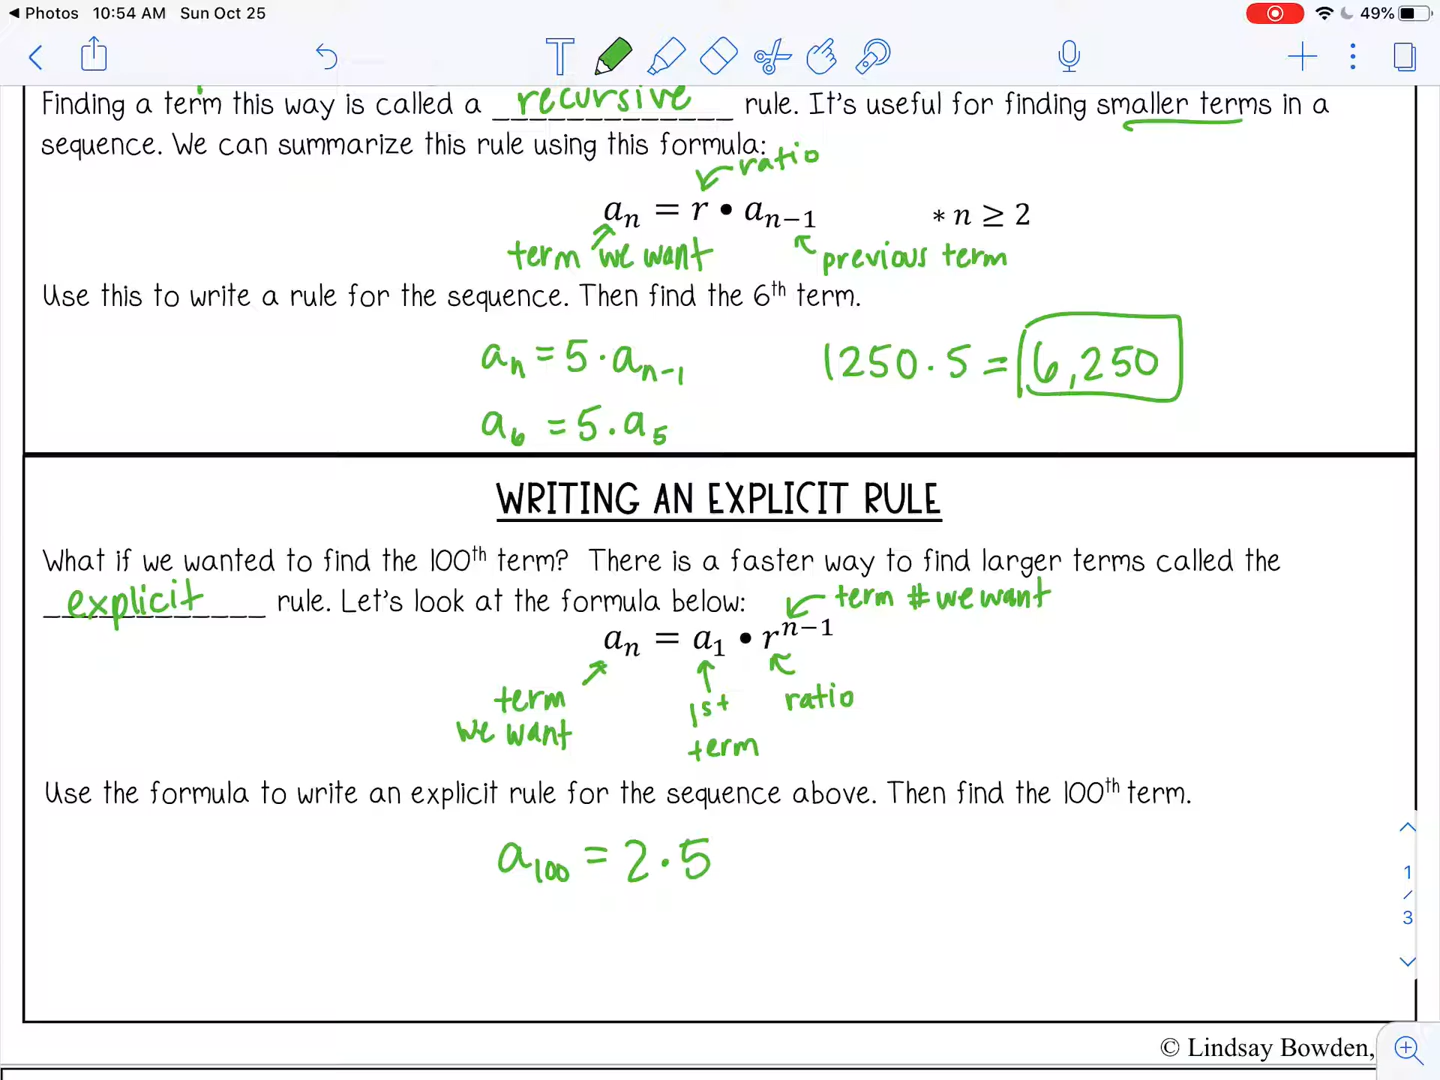 Photos 10:54 AM Sun Oct 25 49%
Finding a term this way is called a recursive rule. It's useful for finding smaller terms in a
sequence. We can summarize this rule using this formula:
ratio
aₙ = r • aₙ₋₁ * n ≥ 2
term we want previous term
Use this to write a rule for the sequence. Then find the 6th term.
aₙ = 5 · aₙ₋₁ 1250 · 5 = 6,250
a₆ = 5 · a₅
WRITING AN EXPLICIT RULE
What if we wanted to find the 100th term? There is a faster way to find larger terms called the
explicit rule. Let's look at the formula below:
term # we want
aₙ = a₁ • rⁿ⁻¹
term we want
1st term
ratio
Use the formula to write an explicit rule for the sequence above. Then find the 100th term.
a₁₀₀ = 2 · 5
1 / 3
© Lindsay Bowden,